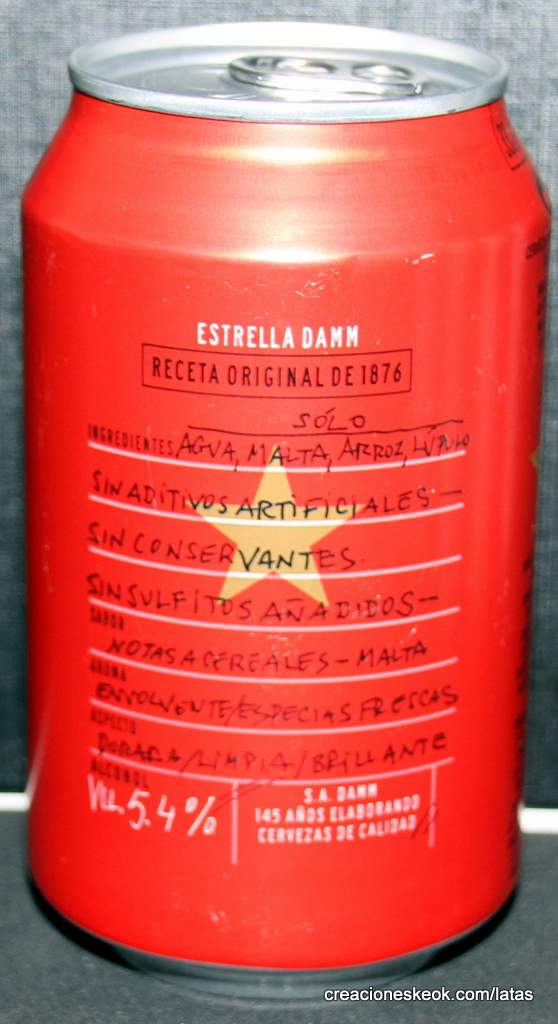 ESTRELLA DAMM
RECETA ORIGINAL DE 1876
SÓLO
INGREDIENTES AGUA, MALTA, ARROZ, LÚPULO
SIN ADITIVOS ARTIFICIALES —
SIN CONSERVANTES.
SIN SULFITOS AÑADIDOS —
SABOR
NOTAS A CEREALES – MALTA
AROMA
ENVOLVENTE/ESPECIAS FRESCAS
ASPECTO
DORADA/LIMPIA/BRILLANTE
ALCOHOL
VOL. 5.4%
S.A. DAMM
145 AÑOS ELABORANDO
CERVEZAS DE CALIDAD
creacioneskeok.com/latas